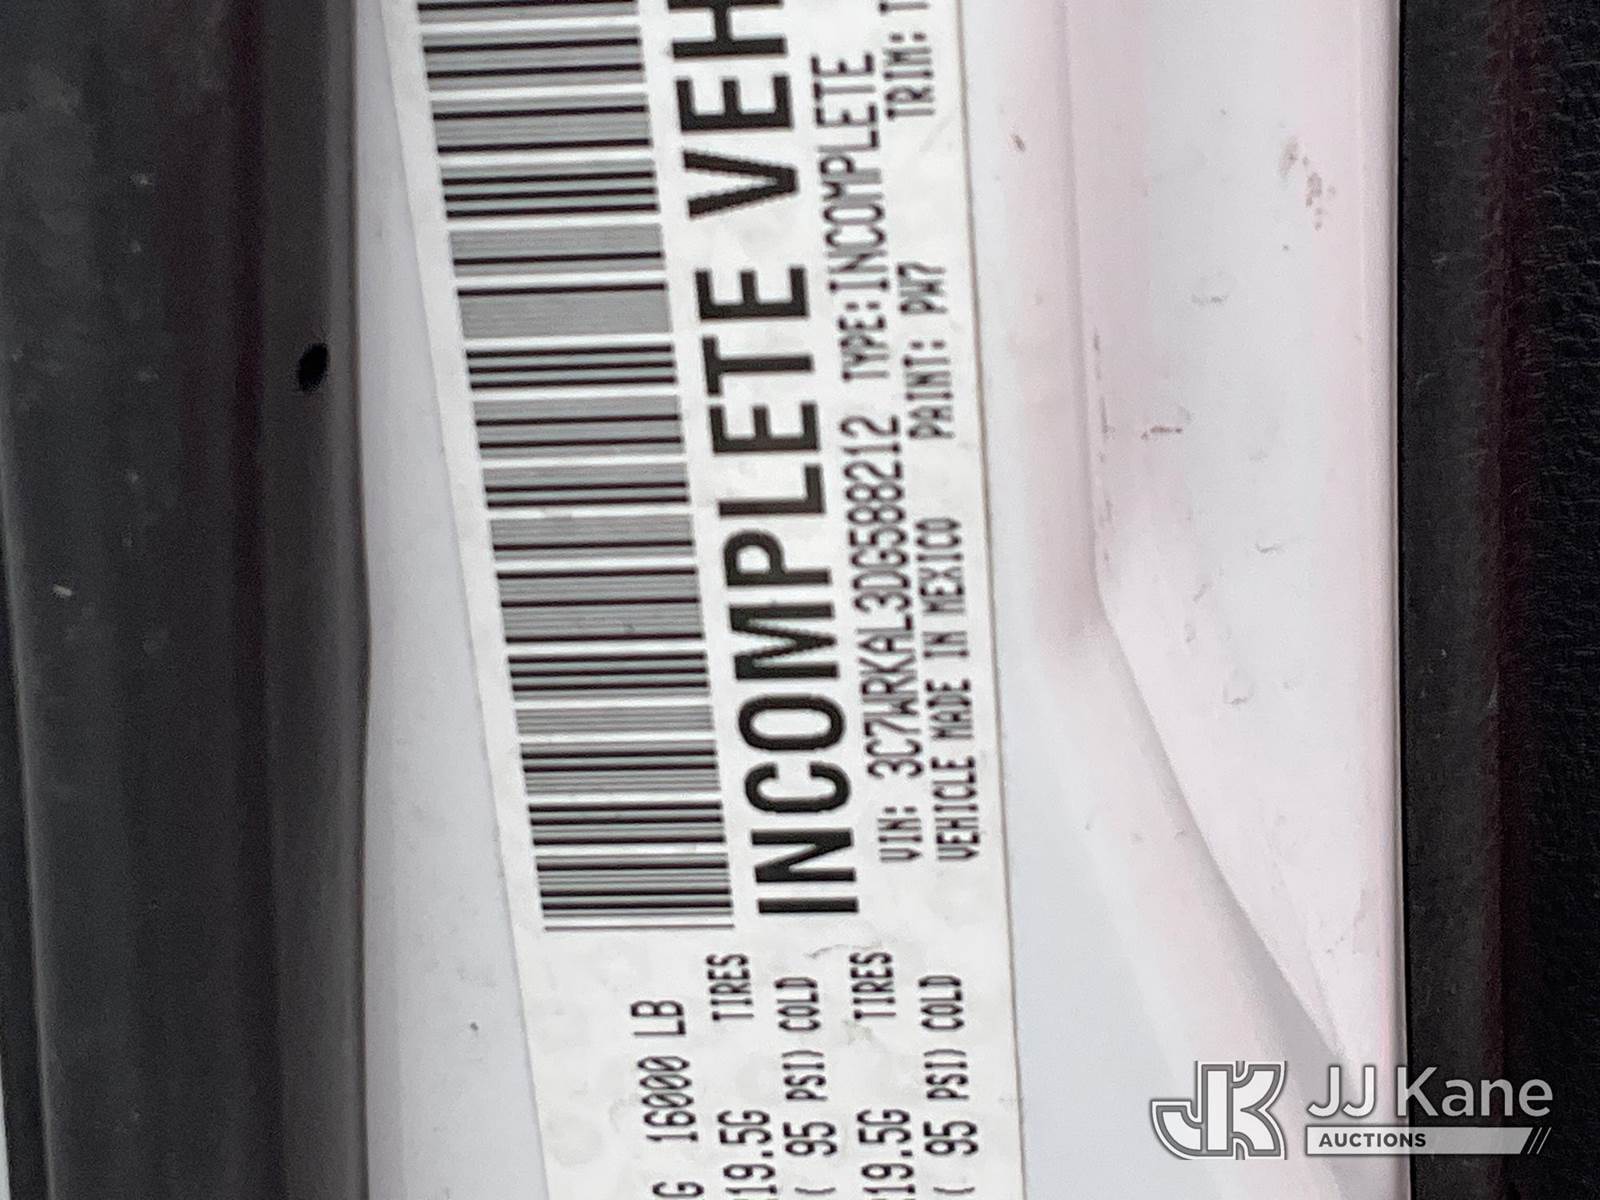 G 16000 LB
19.5G TIRES
( 95 PSI) COLD
19.5G TIRES
( 95 PSI) COLD
INCOMPLETE VEH
VIN: 3C7WRKAL3DG588212 TYPE:INCOMPLETE
VEHICLE MADE IN MEXICO PAINT: PW7 TRIM: T
JJ Kane
AUCTIONS